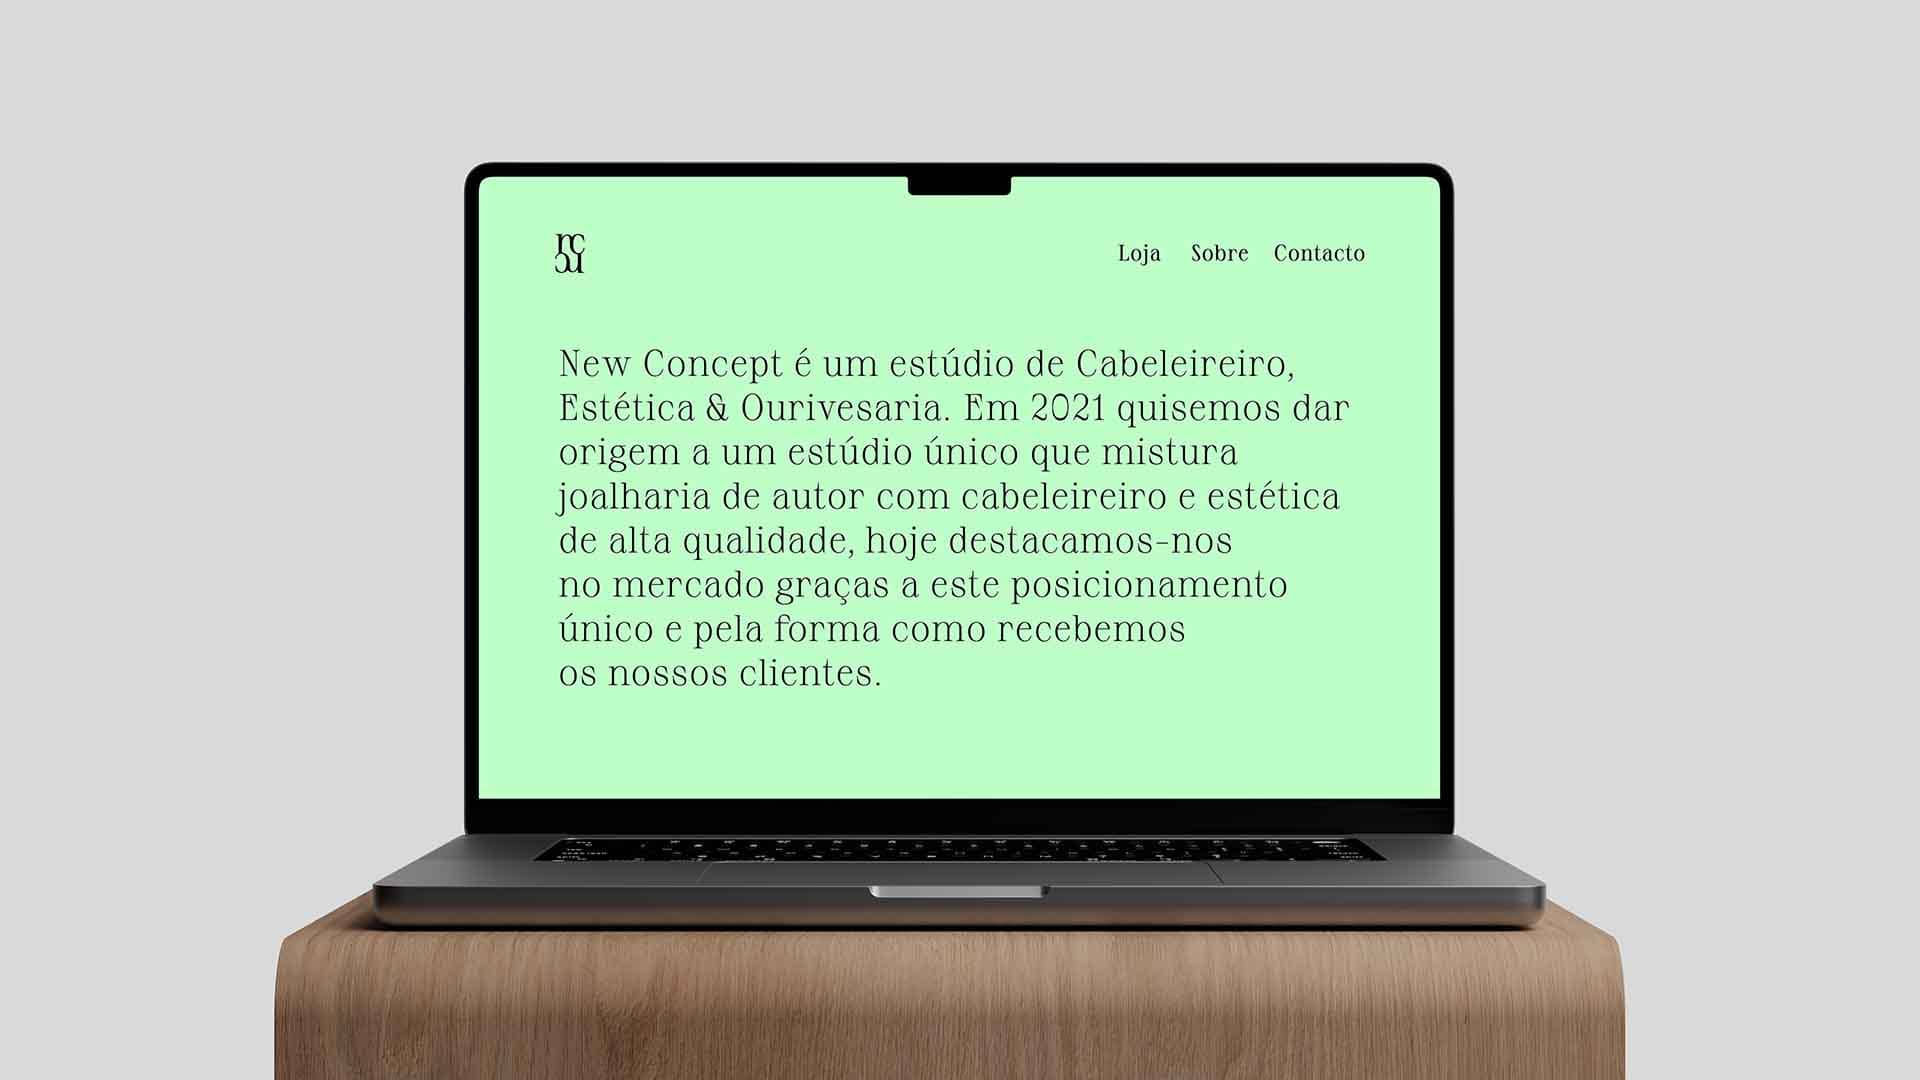 nc
Loja Sobre Contacto
New Concept é um estúdio de Cabeleireiro,
Estética & Ourivesaria. Em 2021 quisemos dar
origem a um estúdio único que mistura
joalharia de autor com cabeleireiro e estética
de alta qualidade, hoje destacamos-nos
no mercado graças a este posicionamento
único e pela forma como recebemos
os nossos clientes.